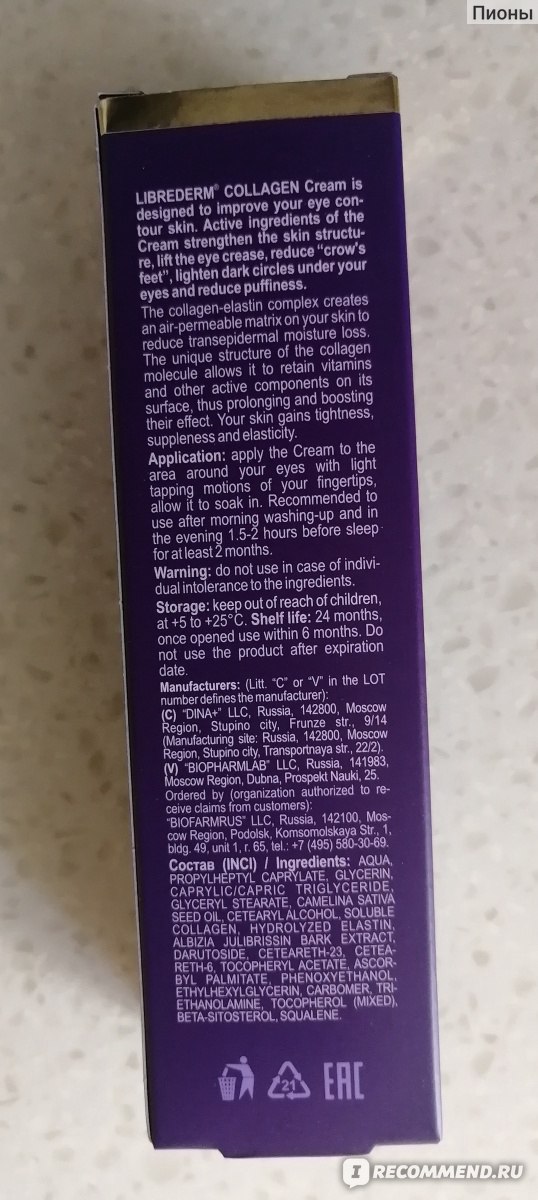 Пионы
LIBREDERM® COLLAGEN Cream is
designed to improve your eye con-
tour skin. Active ingredients of the
Cream strengthen the skin structu-
re, lift the eye crease, reduce “crow's
feet”, lighten dark circles under your
eyes and reduce puffiness.
The collagen-elastin complex creates
an air-permeable matrix on your skin to
reduce transepidermal moisture loss.
The unique structure of the collagen
molecule allows it to retain vitamins
and other active components on its
surface, thus prolonging and boosting
their effect. Your skin gains tightness,
suppleness and elasticity.
Application: apply the Cream to the
area around your eyes with light
tapping motions of your fingertips,
allow it to soak in. Recommended to
use after morning washing-up and in
the evening 1.5-2 hours before sleep
for at least 2 months.
Warning: do not use in case of indivi-
dual intolerance to the ingredients.
Storage: keep out of reach of children,
at +5 to +25°C. Shelf life: 24 months,
once opened use within 6 months. Do
not use the product after expiration
date.
Manufacturers: (Litt. “C” or “V” in the LOT
number defines the manufacturer):
(C) “DINA+” LLC, Russia, 142800, Moscow
Region, Stupino city, Frunze str., 9/14
(Manufacturing site: Russia, 142800, Moscow
Region, Stupino city, Transportnaya str., 22/2).
(V) “BIOPHARMLAB” LLC, Russia, 141983,
Moscow Region, Dubna, Prospekt Nauki, 25.
Ordered by (organization authorized to re-
ceive claims from customers):
“BIOFARMRUS” LLC, Russia, 142100, Mos-
cow Region, Podolsk, Komsomolskaya Str., 1,
bldg. 49, unit 1, r. 65, tel.: +7 (495) 580-30-69.
Состав (INCI) / Ingredients: AQUA,
PROPYLHEPTYL CAPRYLATE, GLYCERIN,
CAPRYLIC/CAPRIC TRIGLYCERIDE,
GLYCERYL STEARATE, CAMELINA SATIVA
SEED OIL, CETEARYL ALCOHOL, SOLUBLE
COLLAGEN, HYDROLYZED ELASTIN,
ALBIZIA JULIBRISSIN BARK EXTRACT,
DARUTOSIDE, CETEARETH-23, CETEA-
RETH-6, TOCOPHERYL ACETATE, ASCOR-
BYL PALMITATE, PHENOXYETHANOL,
ETHYLHEXYLGLYCERIN, CARBOMER, TRI-
ETHANOLAMINE, TOCOPHEROL (MIXED),
BETA-SITOSTEROL, SQUALENE.
21 EAC
I RECOMMEND.RU